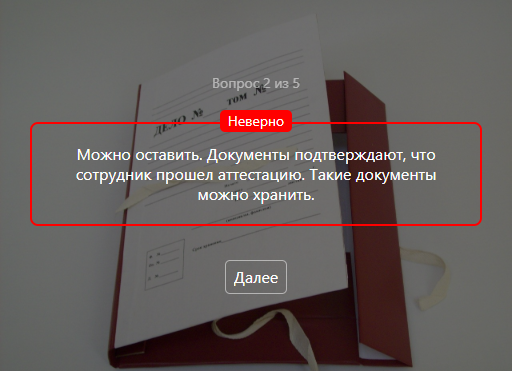 Вопрос 2 из 5
ДЕЛО № ТОМ №
Неверно
Можно оставить. Документы подтверждают, что
сотрудник прошел аттестацию. Такие документы
можно хранить.
Далее